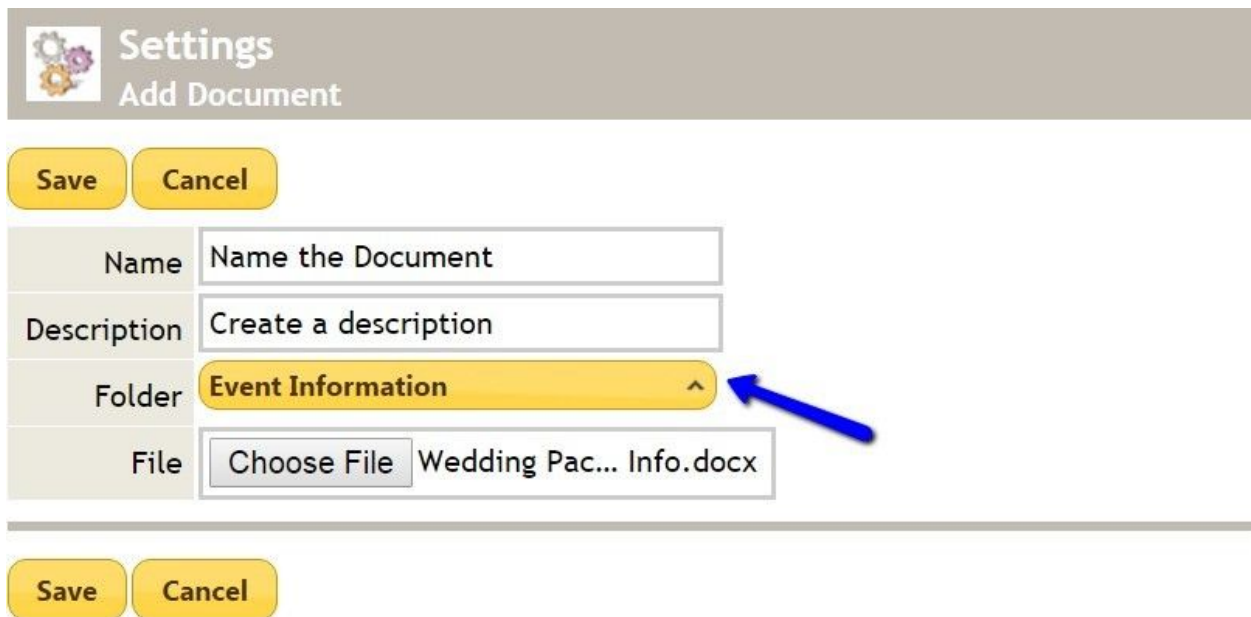 Settings
Add Document
Save Cancel
Name Name the Document
Description Create a description
Folder Event Information
File Choose File Wedding Pac... Info.docx
Save Cancel